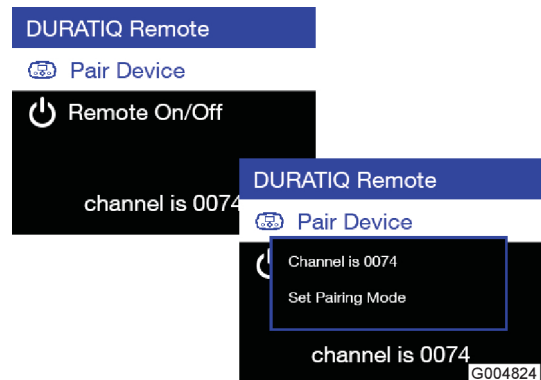 DURATIQ Remote
Pair Device
Remote On/Off
channel is 0074
DURATIQ Remote
Pair Device
Channel is 0074
Set Pairing Mode
channel is 0074
G004824